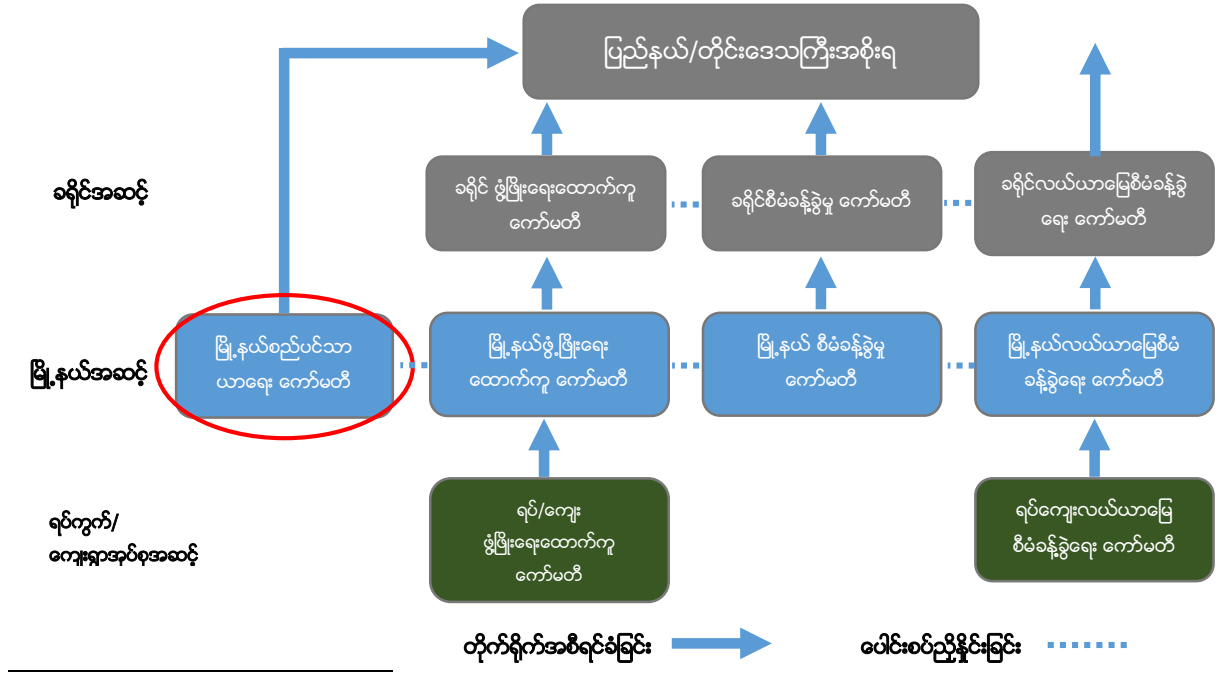 ပြည်နယ်/တိုင်းဒေသကြီးအစိုးရ
ခရိုင်အဆင့်
ခရိုင် ဖွံ့ဖြိုးရေးထောက်ကူ
ကော်မတီ
ခရိုင်စီမံခန့်ခွဲမှု ကော်မတီ
ခရိုင်လယ်ယာမြေစီမံခန့်ခွဲ
ရေး ကော်မတီ
မြို့နယ်အဆင့်
မြို့နယ်စည်ပင်သာ
ယာရေး ကော်မတီ
မြို့နယ်ဖွံ့ဖြိုးရေး
ထောက်ကူ ကော်မတီ
မြို့နယ် စီမံခန့်ခွဲမှု
ကော်မတီ
မြို့နယ်လယ်ယာမြေစီမံ
ခန့်ခွဲရေး ကော်မတီ
ရပ်ကွက်/
ကျေးရွာအုပ်စုအဆင့်
ရပ်/ကျေး
ဖွံ့ဖြိုးရေးထောက်ကူ
ကော်မတီ
ရပ်ကျေးလယ်ယာမြေ
စီမံခန့်ခွဲရေး ကော်မတီ
တိုက်ရိုက်အစီရင်ခံခြင်း
ပေါင်းစပ်ညှိနှိုင်းခြင်း